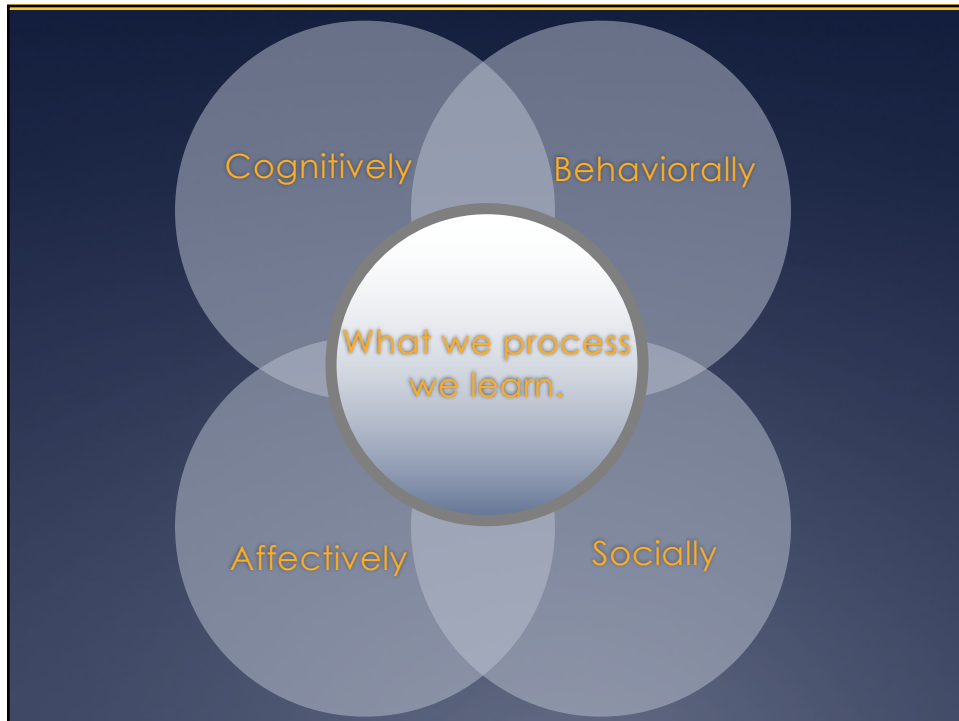 Cognitively
Behaviorally
What we process
we learn.
Affectively
Socially